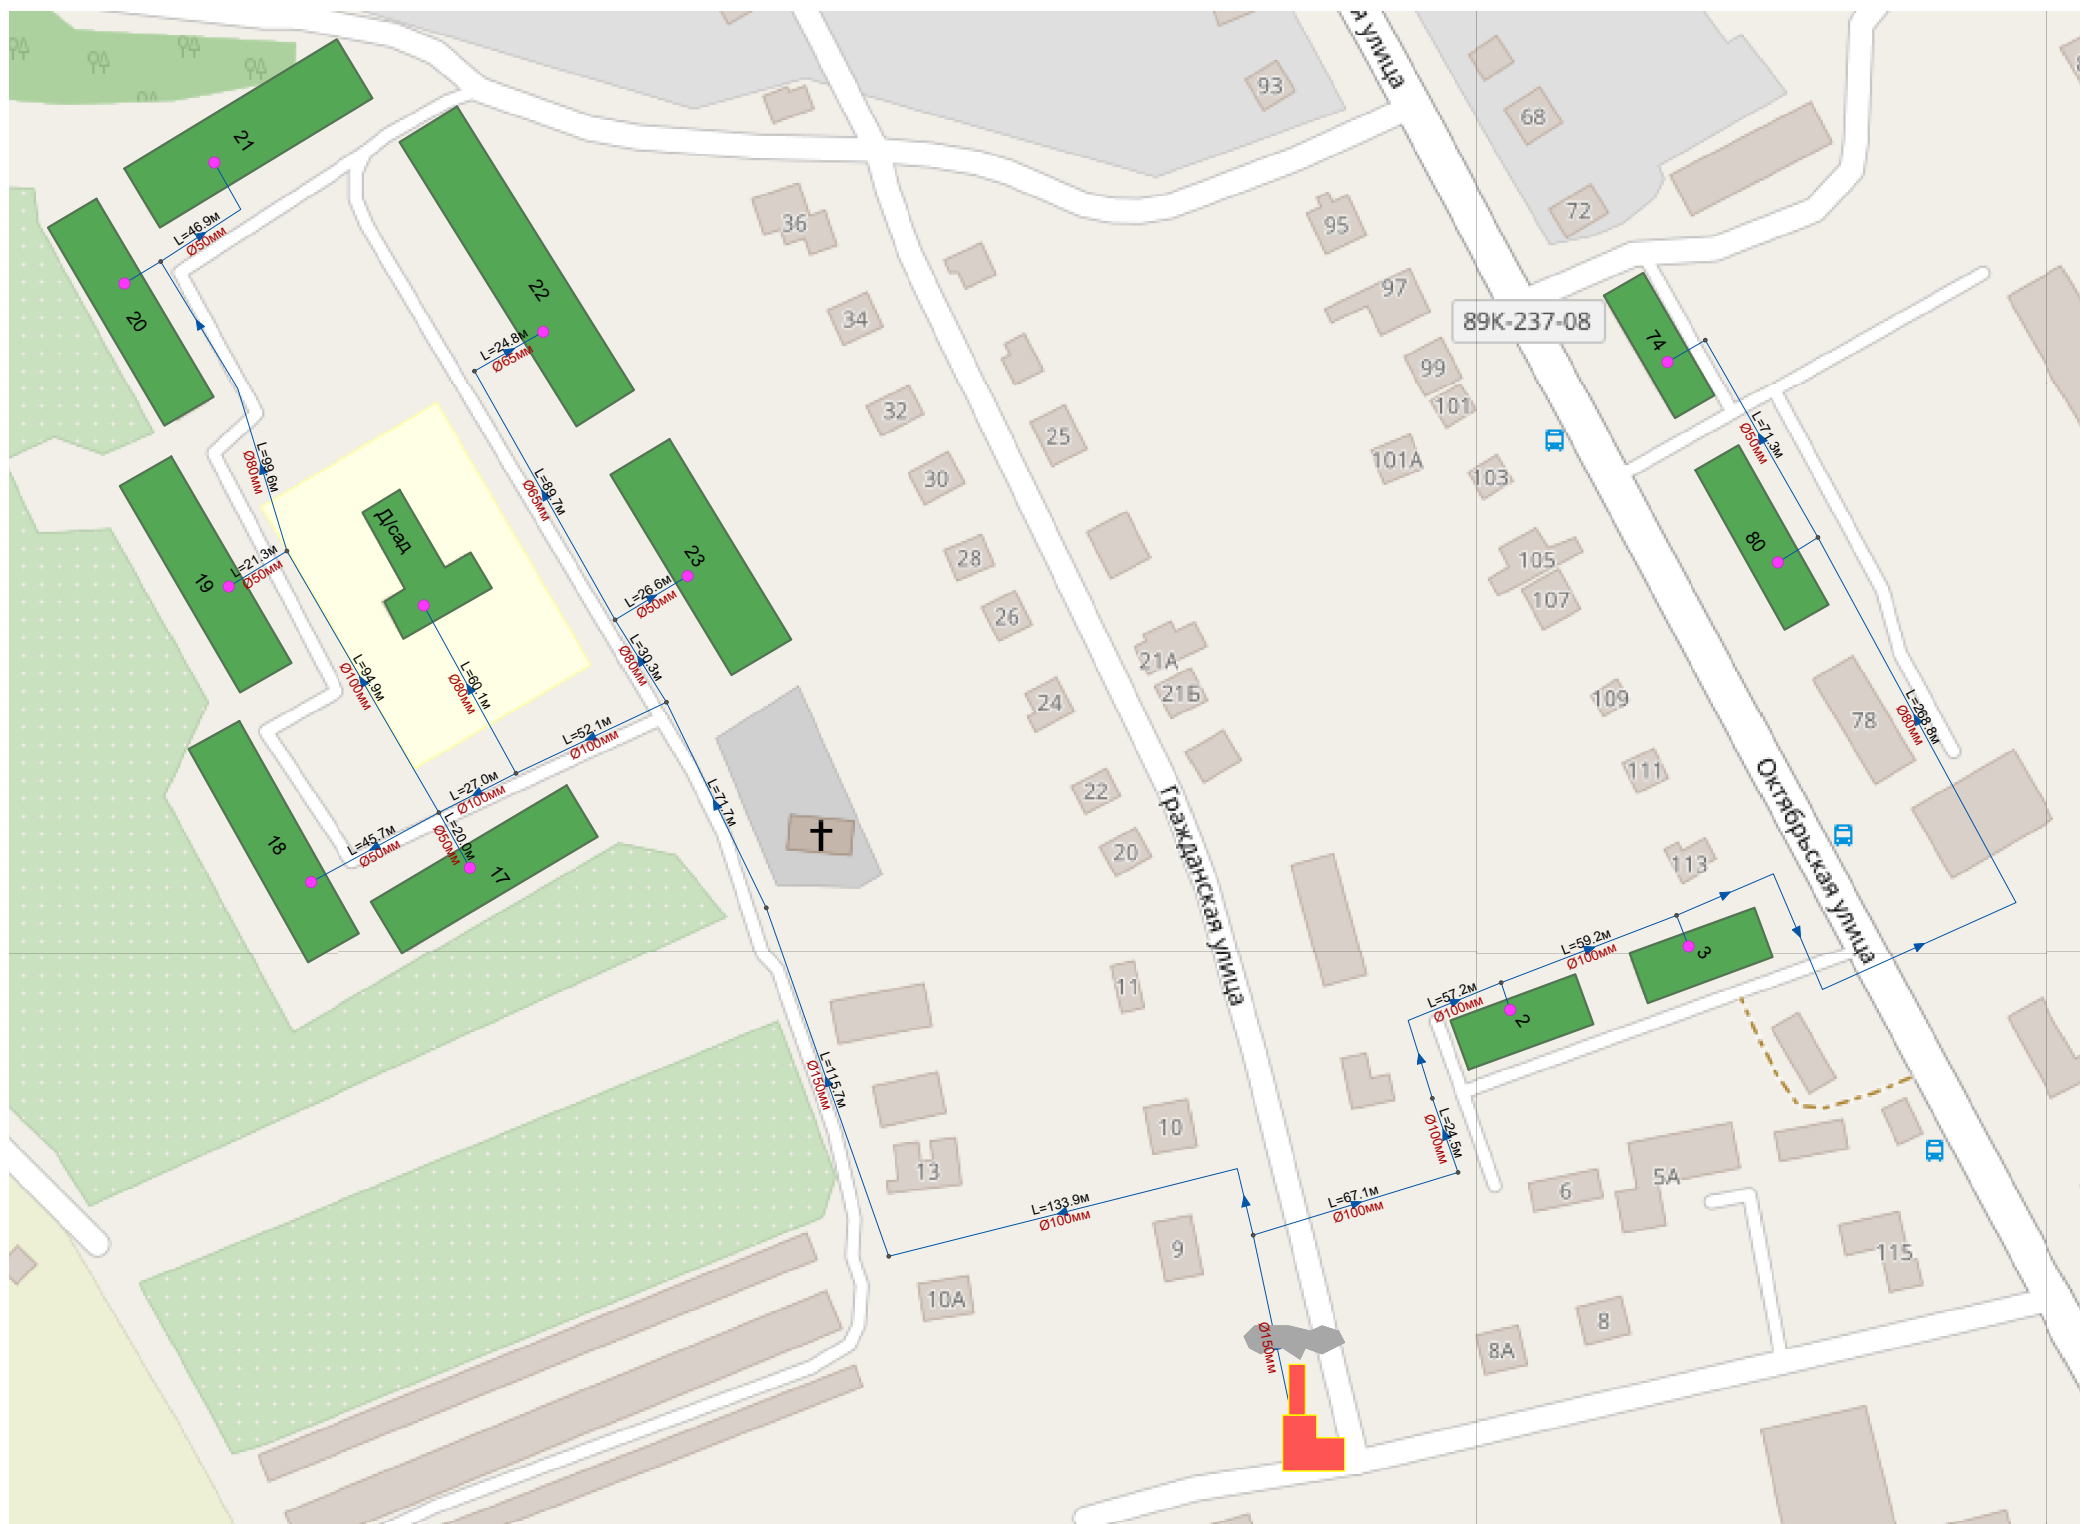 я улица
93
68
21
36
95
72
L=46.9м
Ø50мм
20
22
34
97
89К-237-08
74
L=24.8м
Ø65мм
99
101
32
25
L=71.3м
Ø50мм
101А
L=99.6м
Ø80мм
30
103
L=89.7м
Ø65мм
Д/сад
80
23
28
105
19
L=21.3м
Ø50мм
L=26.6м
Ø50мм
26
107
L=30.3м
Ø80мм
21А
21Б
L=94.9м
Ø100мм
L=60.1м
Ø80мм
24
109
78
L=268.8м
Ø80мм
L=52.1м
Ø100мм
111
L=27.0м
Ø100мм
22
L=71.7м
Гражданская улица
Октябрьская улица
18
L=45.7м
Ø50мм
L=20.0м
Ø50мм
17
20
113
L=59.2м
Ø100мм
3
11
L=57.2м
Ø100мм
2
L=115.7м
Ø150мм
10
L=24.5м
Ø100мм
13
5А
6
L=133.9м
Ø100мм
L=67.1м
Ø100мм
9
115
10А
8
Ø150мм
8А